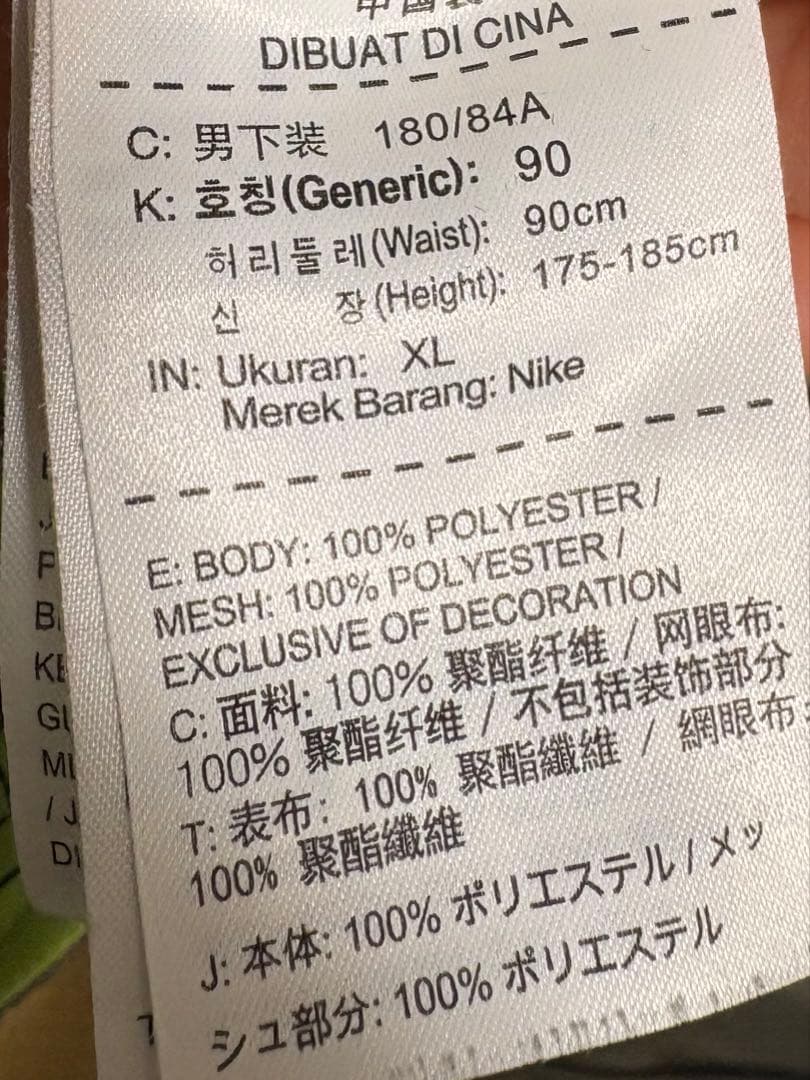 DIBUAT DI CINA
C: 男下装 180/84A
K: 호칭(Generic): 90
허리둘레(Waist): 90cm
신 장(Height): 175-185cm
IN: Ukuran: XL
Merek Barang: Nike
E: BODY: 100% POLYESTER /
MESH: 100% POLYESTER /
EXCLUSIVE OF DECORATION
C: 面料: 100% 聚酯纤维 / 网眼布:
100% 聚酯纤维 / 不包括装饰部分
T: 表布: 100% 聚酯纖維 / 網眼布
100% 聚酯纖維
J: 本体: 100% ポリエステル / メッ
シュ部分: 100% ポリエステル